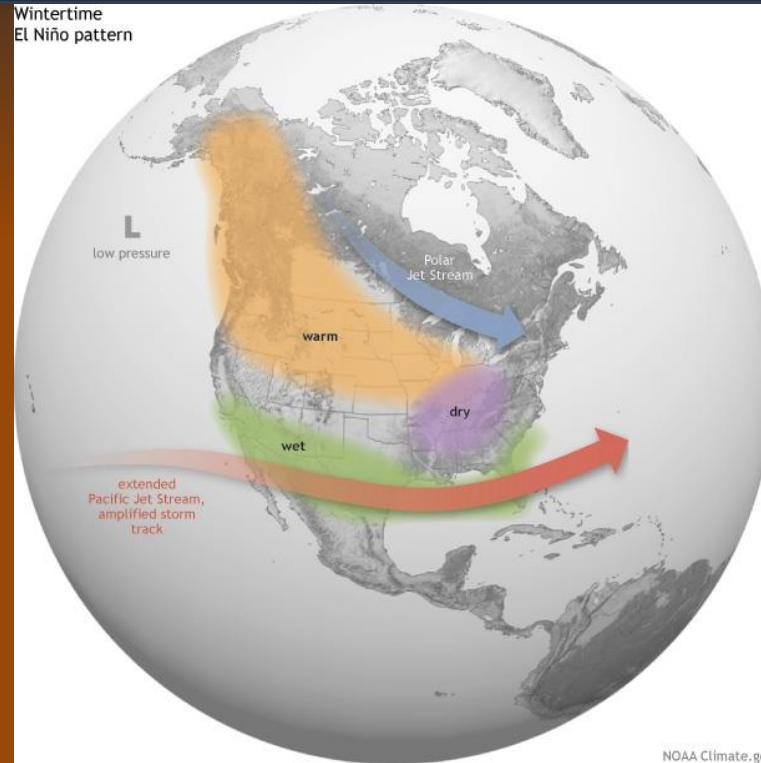 Wintertime
El Niño pattern
L
low pressure
Polar
Jet Stream
warm
dry
wet
extended
Pacific Jet Stream,
amplified storm
track
NOAA Climate.go